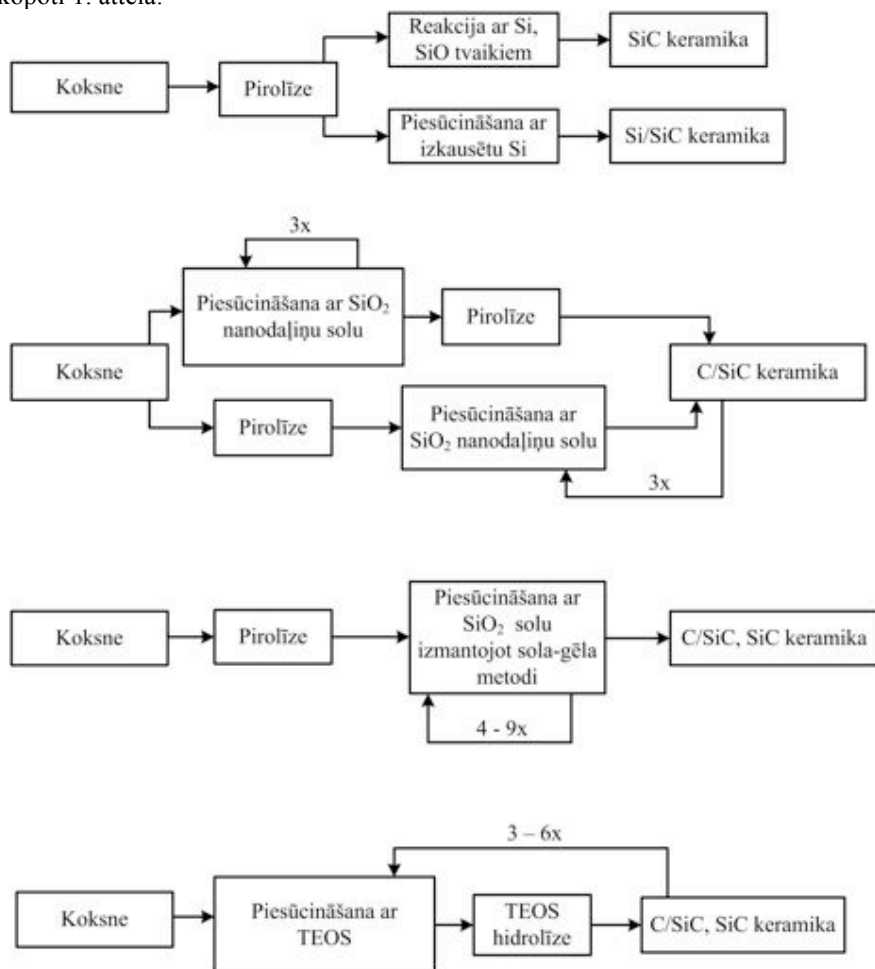 kopoti 1. attēlā.
Reakcija ar Si,
SiO tvaikiem
SiC keramika
Koksne
Pirolīze
Piesūcināšana ar
izkausētu Si
Si/SiC keramika
3x
Piesūcināšana ar SiO₂
nanodaļiņu solu
Pirolīze
Koksne
C/SiC keramika
Pirolīze
Piesūcināšana ar
SiO₂ nanodaļiņu solu
3x
Koksne
Pirolīze
Piesūcināšana ar
SiO₂ solu
izmantojot sola-gēla
metodi
C/SiC, SiC keramika
4 - 9x
3 – 6x
Koksne
Piesūcināšana ar
TEOS
TEOS
hidrolīze
C/SiC, SiC keramika